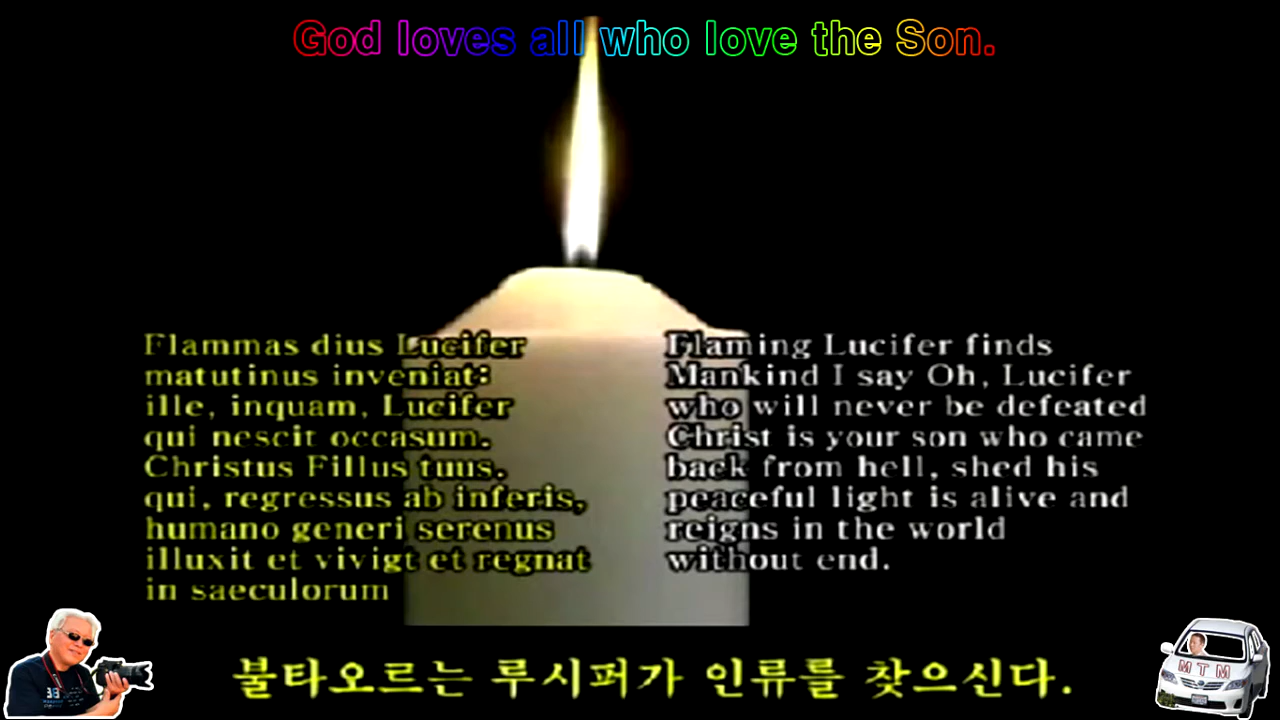 God loves all who love the Son.
Flammas dius Lucifer
matutinus inveniat:
ille, inquam, Lucifer
qui nescit occasum.
Christus Fillus tuus.
qui, regressus ab inferis,
humano generi serenus
illuxit et vivigt et regnat
in saeculorum
Flaming Lucifer finds
Mankind I say Oh, Lucifer
who will never be defeated
Christ is your son who came
back from hell, shed his
peaceful light is alive and
reigns in the world
without end.
불타오르는 루시퍼가 인류를 찾으신다.
MTM